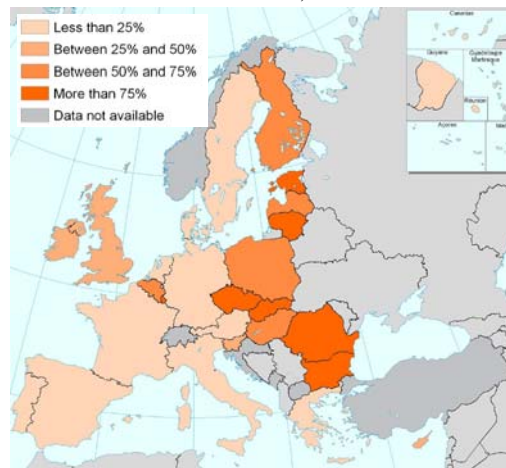 Less than 25%
Between 25% and 50%
Between 50% and 75%
More than 75%
Data not available
Canarias
Guyane
Guadeloupe
Martinique
Réunion
Açores